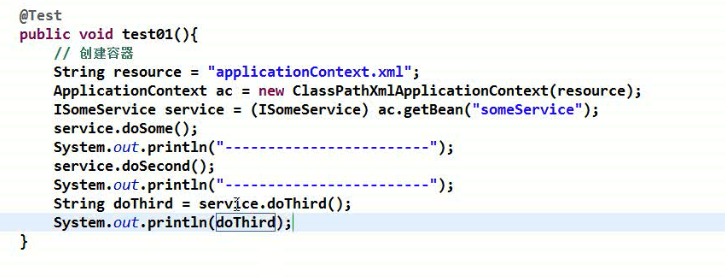 @Test
public void test01(){
// 创建容器
String resource = "applicationContext.xml";
ApplicationContext ac = new ClassPathXmlApplicationContext(resource);
ISomeService service = (ISomeService) ac.getBean("someService");
service.doSome();
System.out.println("------------------------");
service.doSecond();
System.out.println("------------------------");
String doThird = service.doThird();
System.out.println(doThird);
}